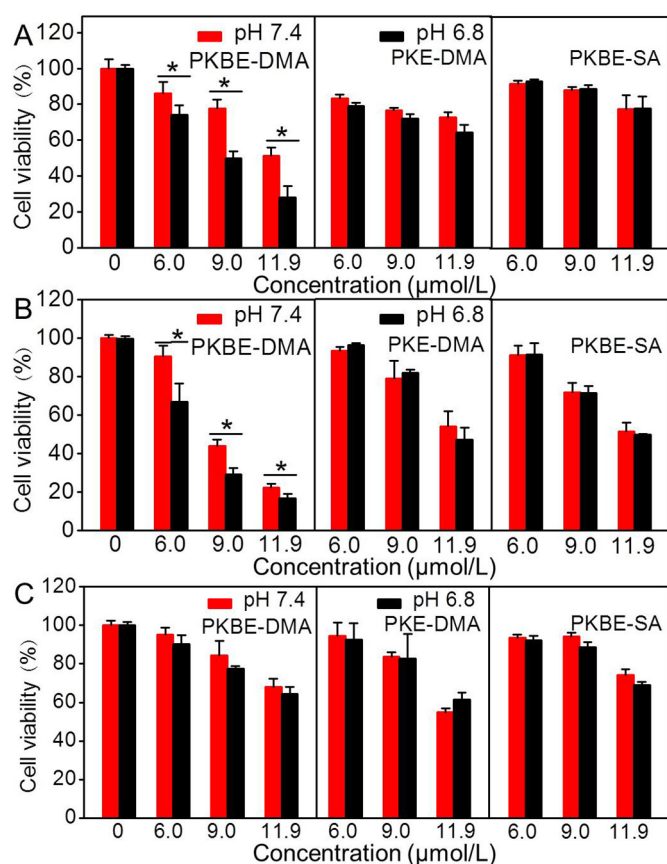 A
pH 7.4
pH 6.8
PKBE-DMA
PKE-DMA
PKBE-SA
* * *
Cell viability (%)
120
100
80
60
40
20
0
0 6.0 9.0 11.9 6.0 9.0 11.9 6.0 9.0 11.9
Concentration (μmol/L)
B
pH 7.4
pH 6.8
PKBE-DMA
PKE-DMA
PKBE-SA
* * *
Cell viability (%)
120
100
80
60
40
20
0
0 6.0 9.0 11.9 6.0 9.0 11.9 6.0 9.0 11.9
Concentration (μmol/L)
C
pH 7.4
pH 6.8
PKBE-DMA
PKE-DMA
PKBE-SA
Cell viability (%)
120
100
80
60
40
20
0
0 6.0 9.0 11.9 6.0 9.0 11.9 6.0 9.0 11.9
Concentration (μmol/L)